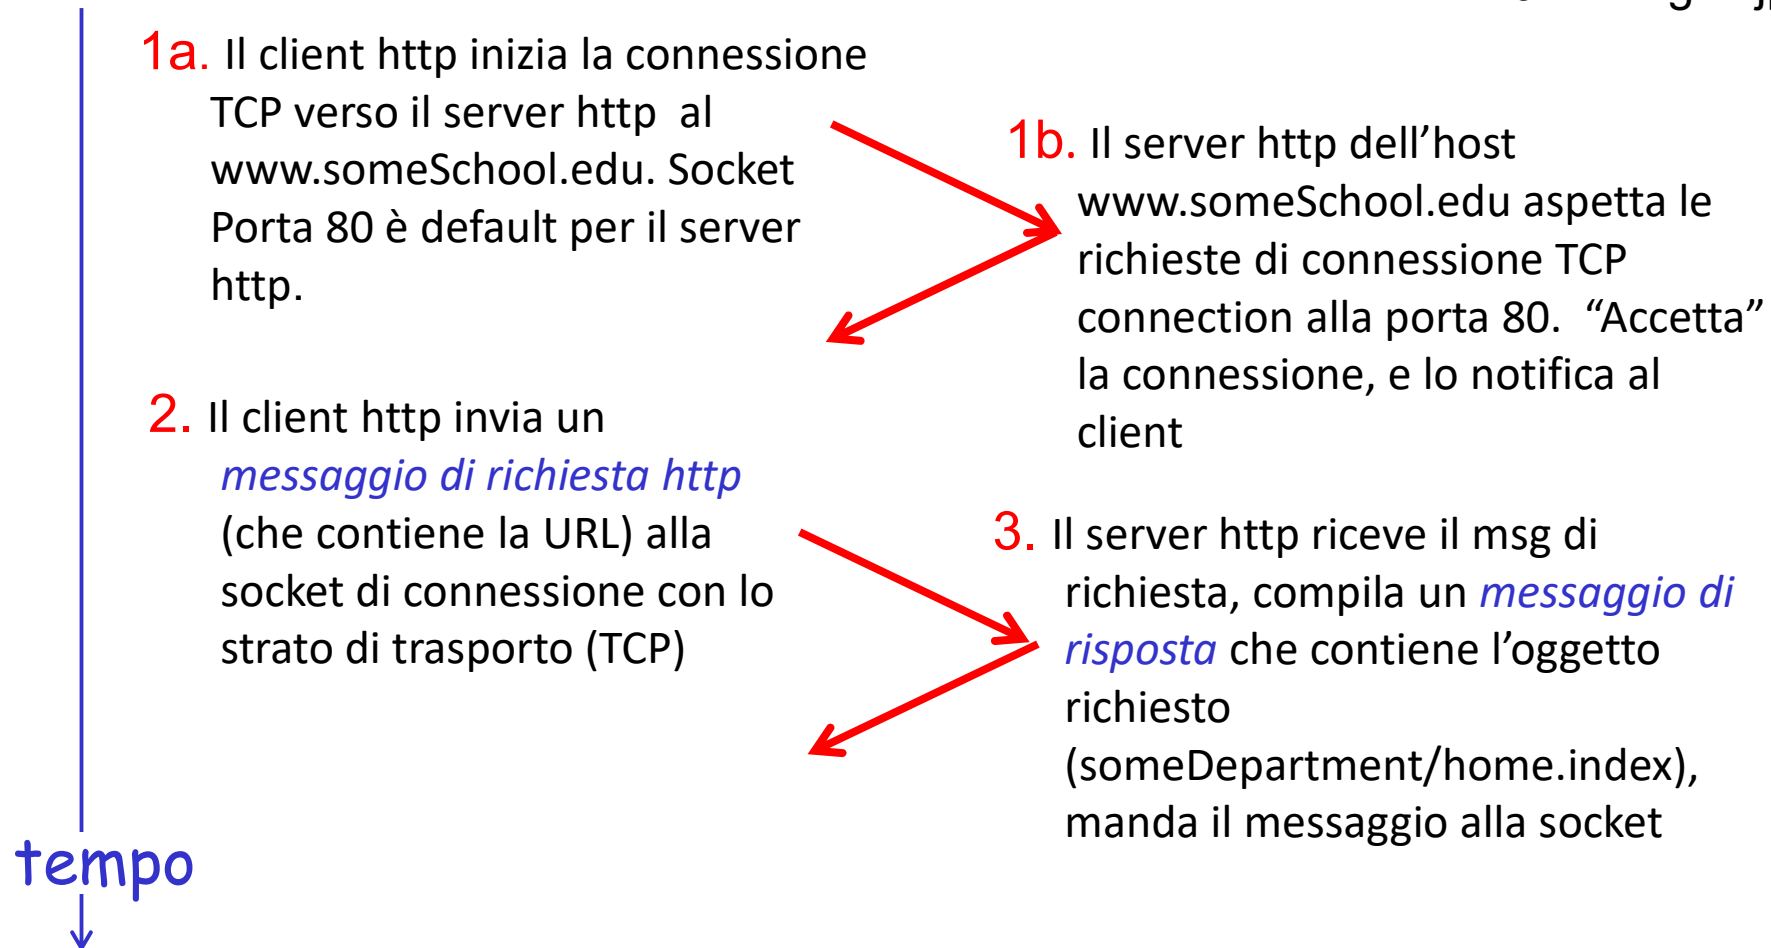 1a. Il client http inizia la connessione
TCP verso il server http al
www.someSchool.edu. Socket
Porta 80 è default per il server
http.
1b. Il server http dell’host
www.someSchool.edu aspetta le
richieste di connessione TCP
connection alla porta 80. “Accetta”
la connessione, e lo notifica al
client
2. Il client http invia un
messaggio di richiesta http
(che contiene la URL) alla
socket di connessione con lo
strato di trasporto (TCP)
3. Il server http riceve il msg di
richiesta, compila un messaggio di
risposta che contiene l’oggetto
richiesto
(someDepartment/home.index),
manda il messaggio alla socket
tempo